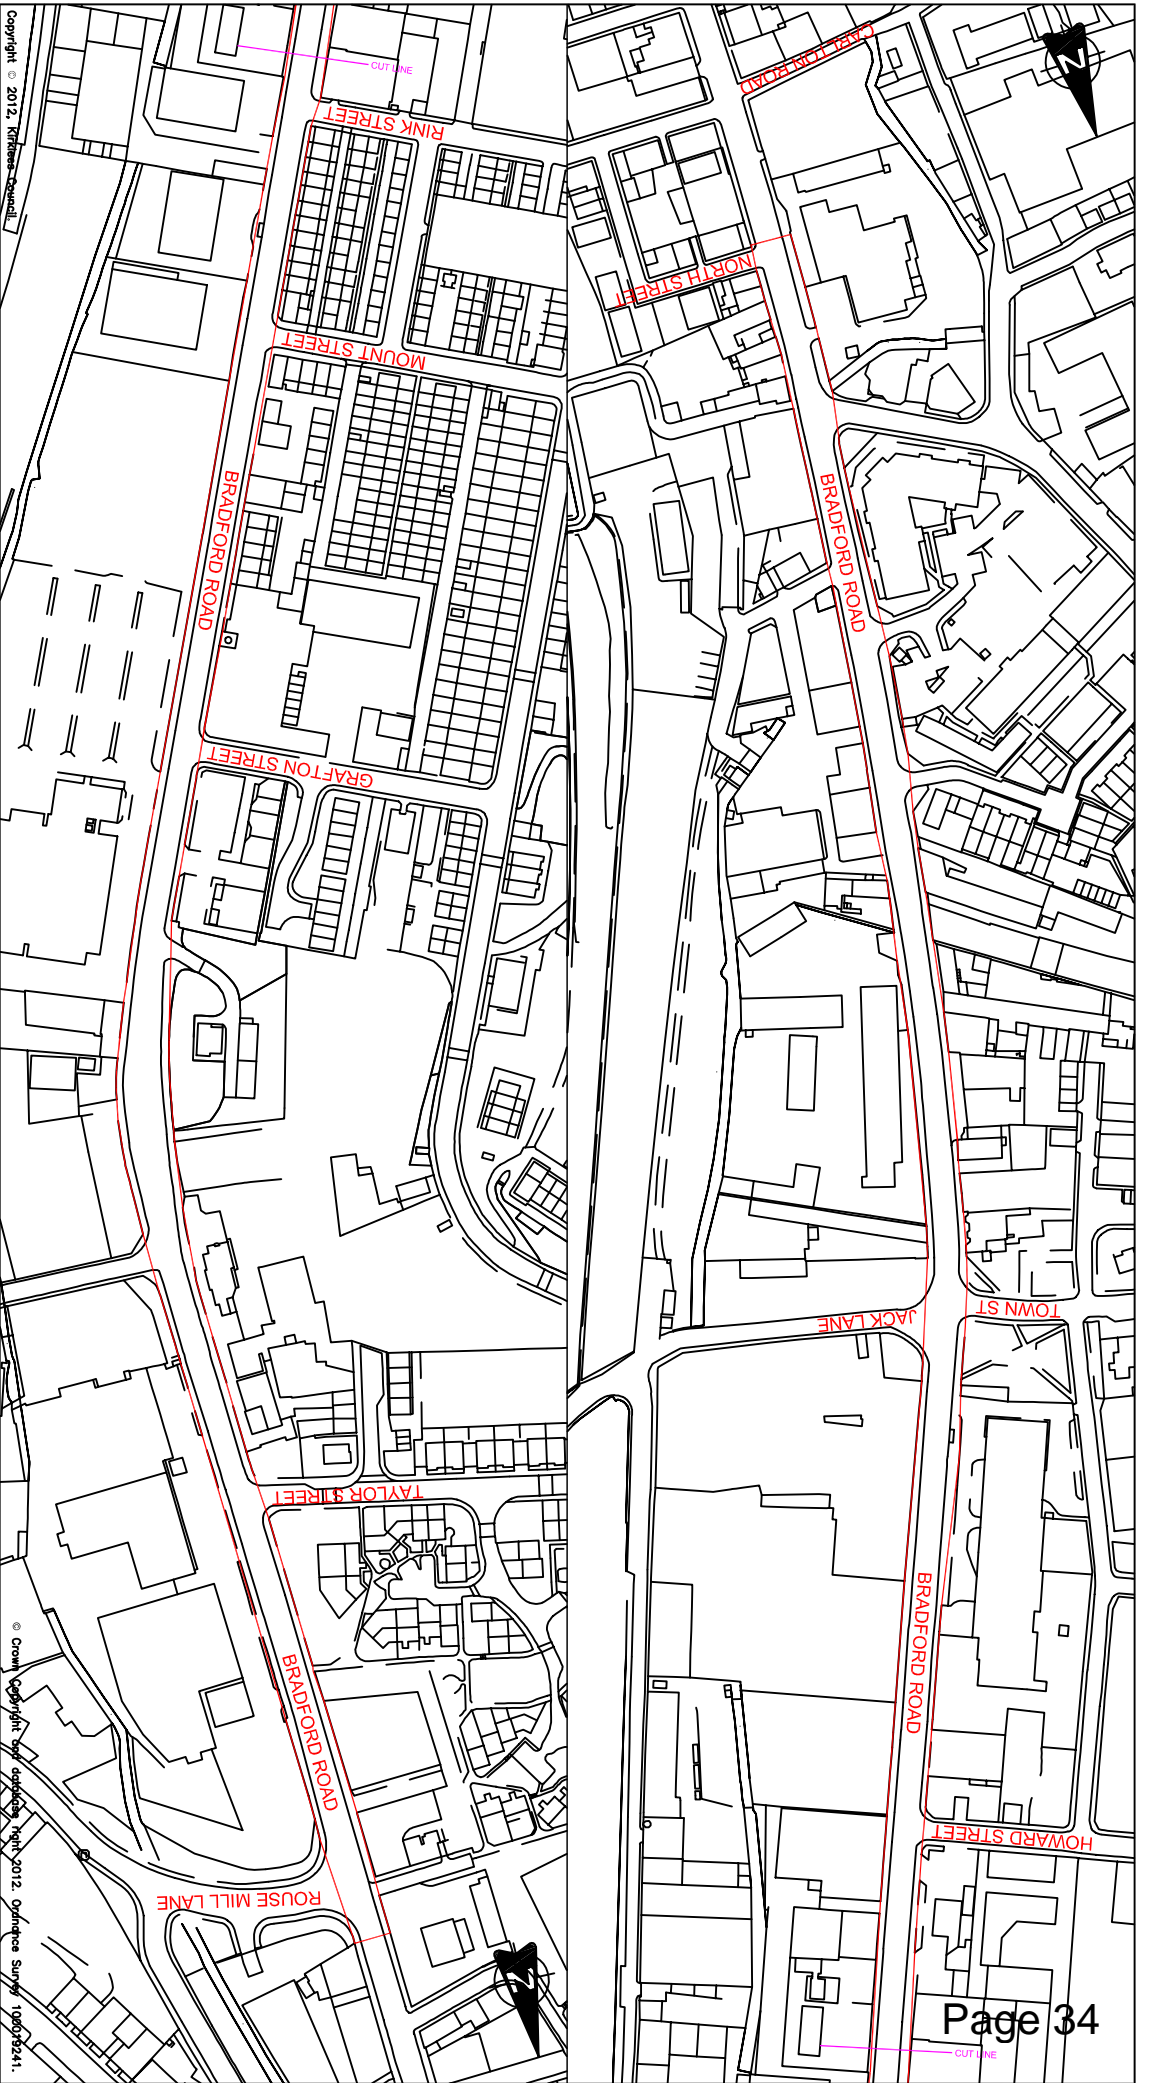 CUT LINE
RINK STREET
MOUNT STREET
BRADFORD ROAD
GRAFTON STREET
TAYLOR STREET
BRADFORD ROAD
ROUSE MILL LANE
N
Copyright © 2012, Kirklees Council.
© Crown Copyright and database right 2012. Ordnance Survey 100019241.
CARLTON ROAD
N
NORTH STREET
BRADFORD ROAD
TOWN ST
JACK LANE
BRADFORD ROAD
HOWARD STREET
Page 34
CUT LINE